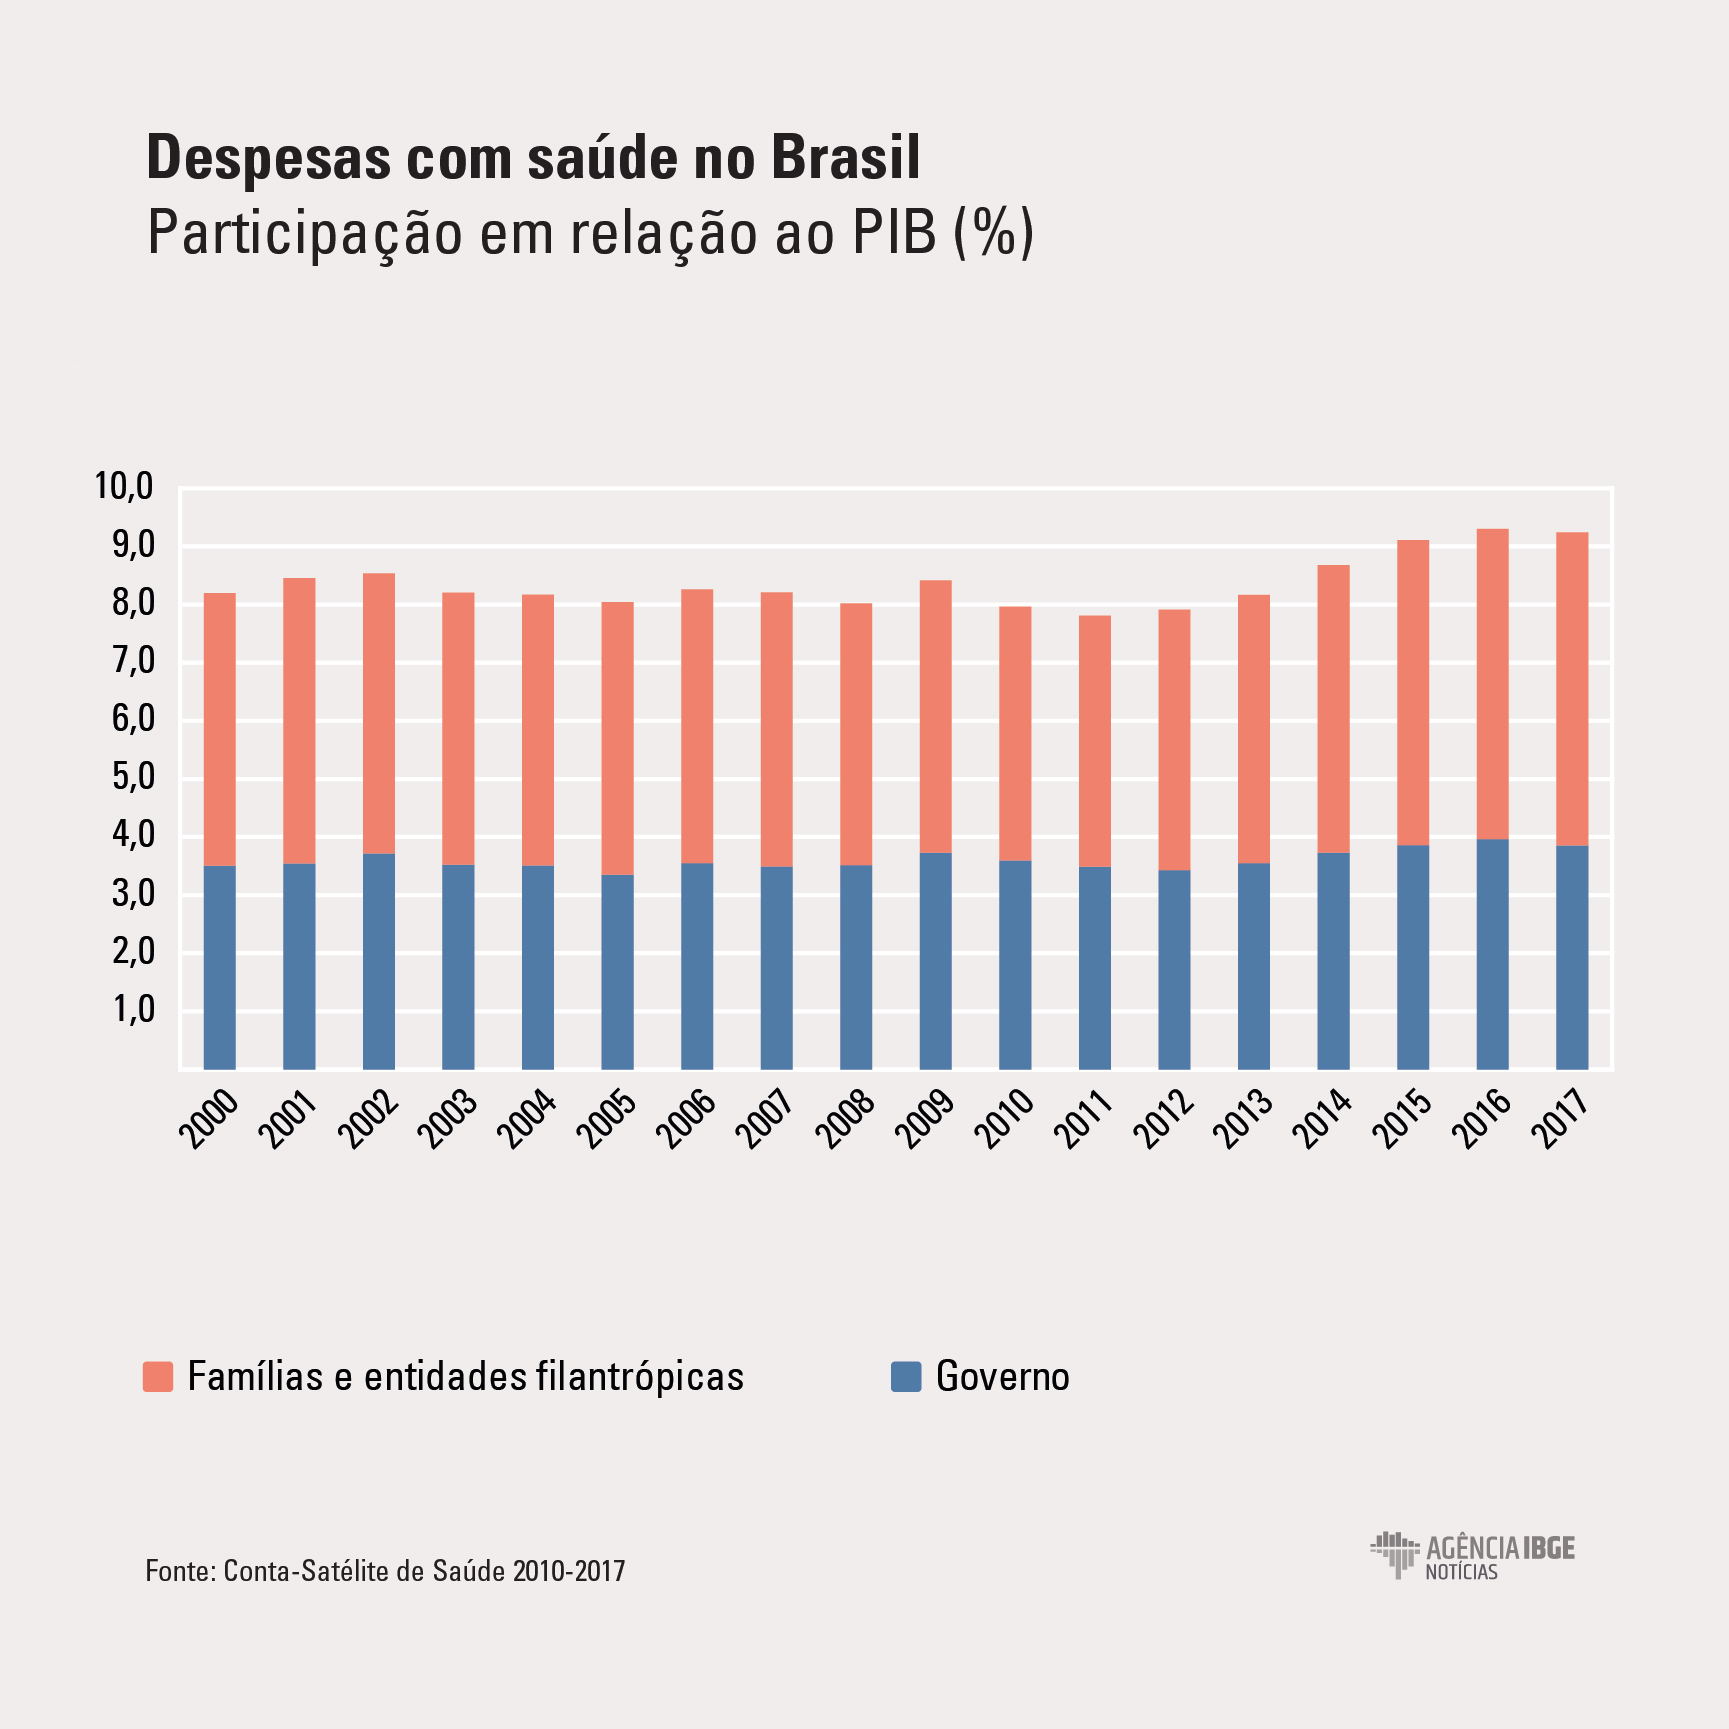 Despesas com saúde no Brasil
Participação em relação ao PIB (%)
10,0
9,0
8,0
7,0
6,0
5,0
4,0
3,0
2,0
1,0
2000 2001 2002 2003 2004 2005 2006 2007 2008 2009 2010 2011 2012 2013 2014 2015 2016 2017
Famílias e entidades filantrópicas Governo
Fonte: Conta-Satélite de Saúde 2010-2017
AGÊNCIA IBGE
NOTÍCIAS